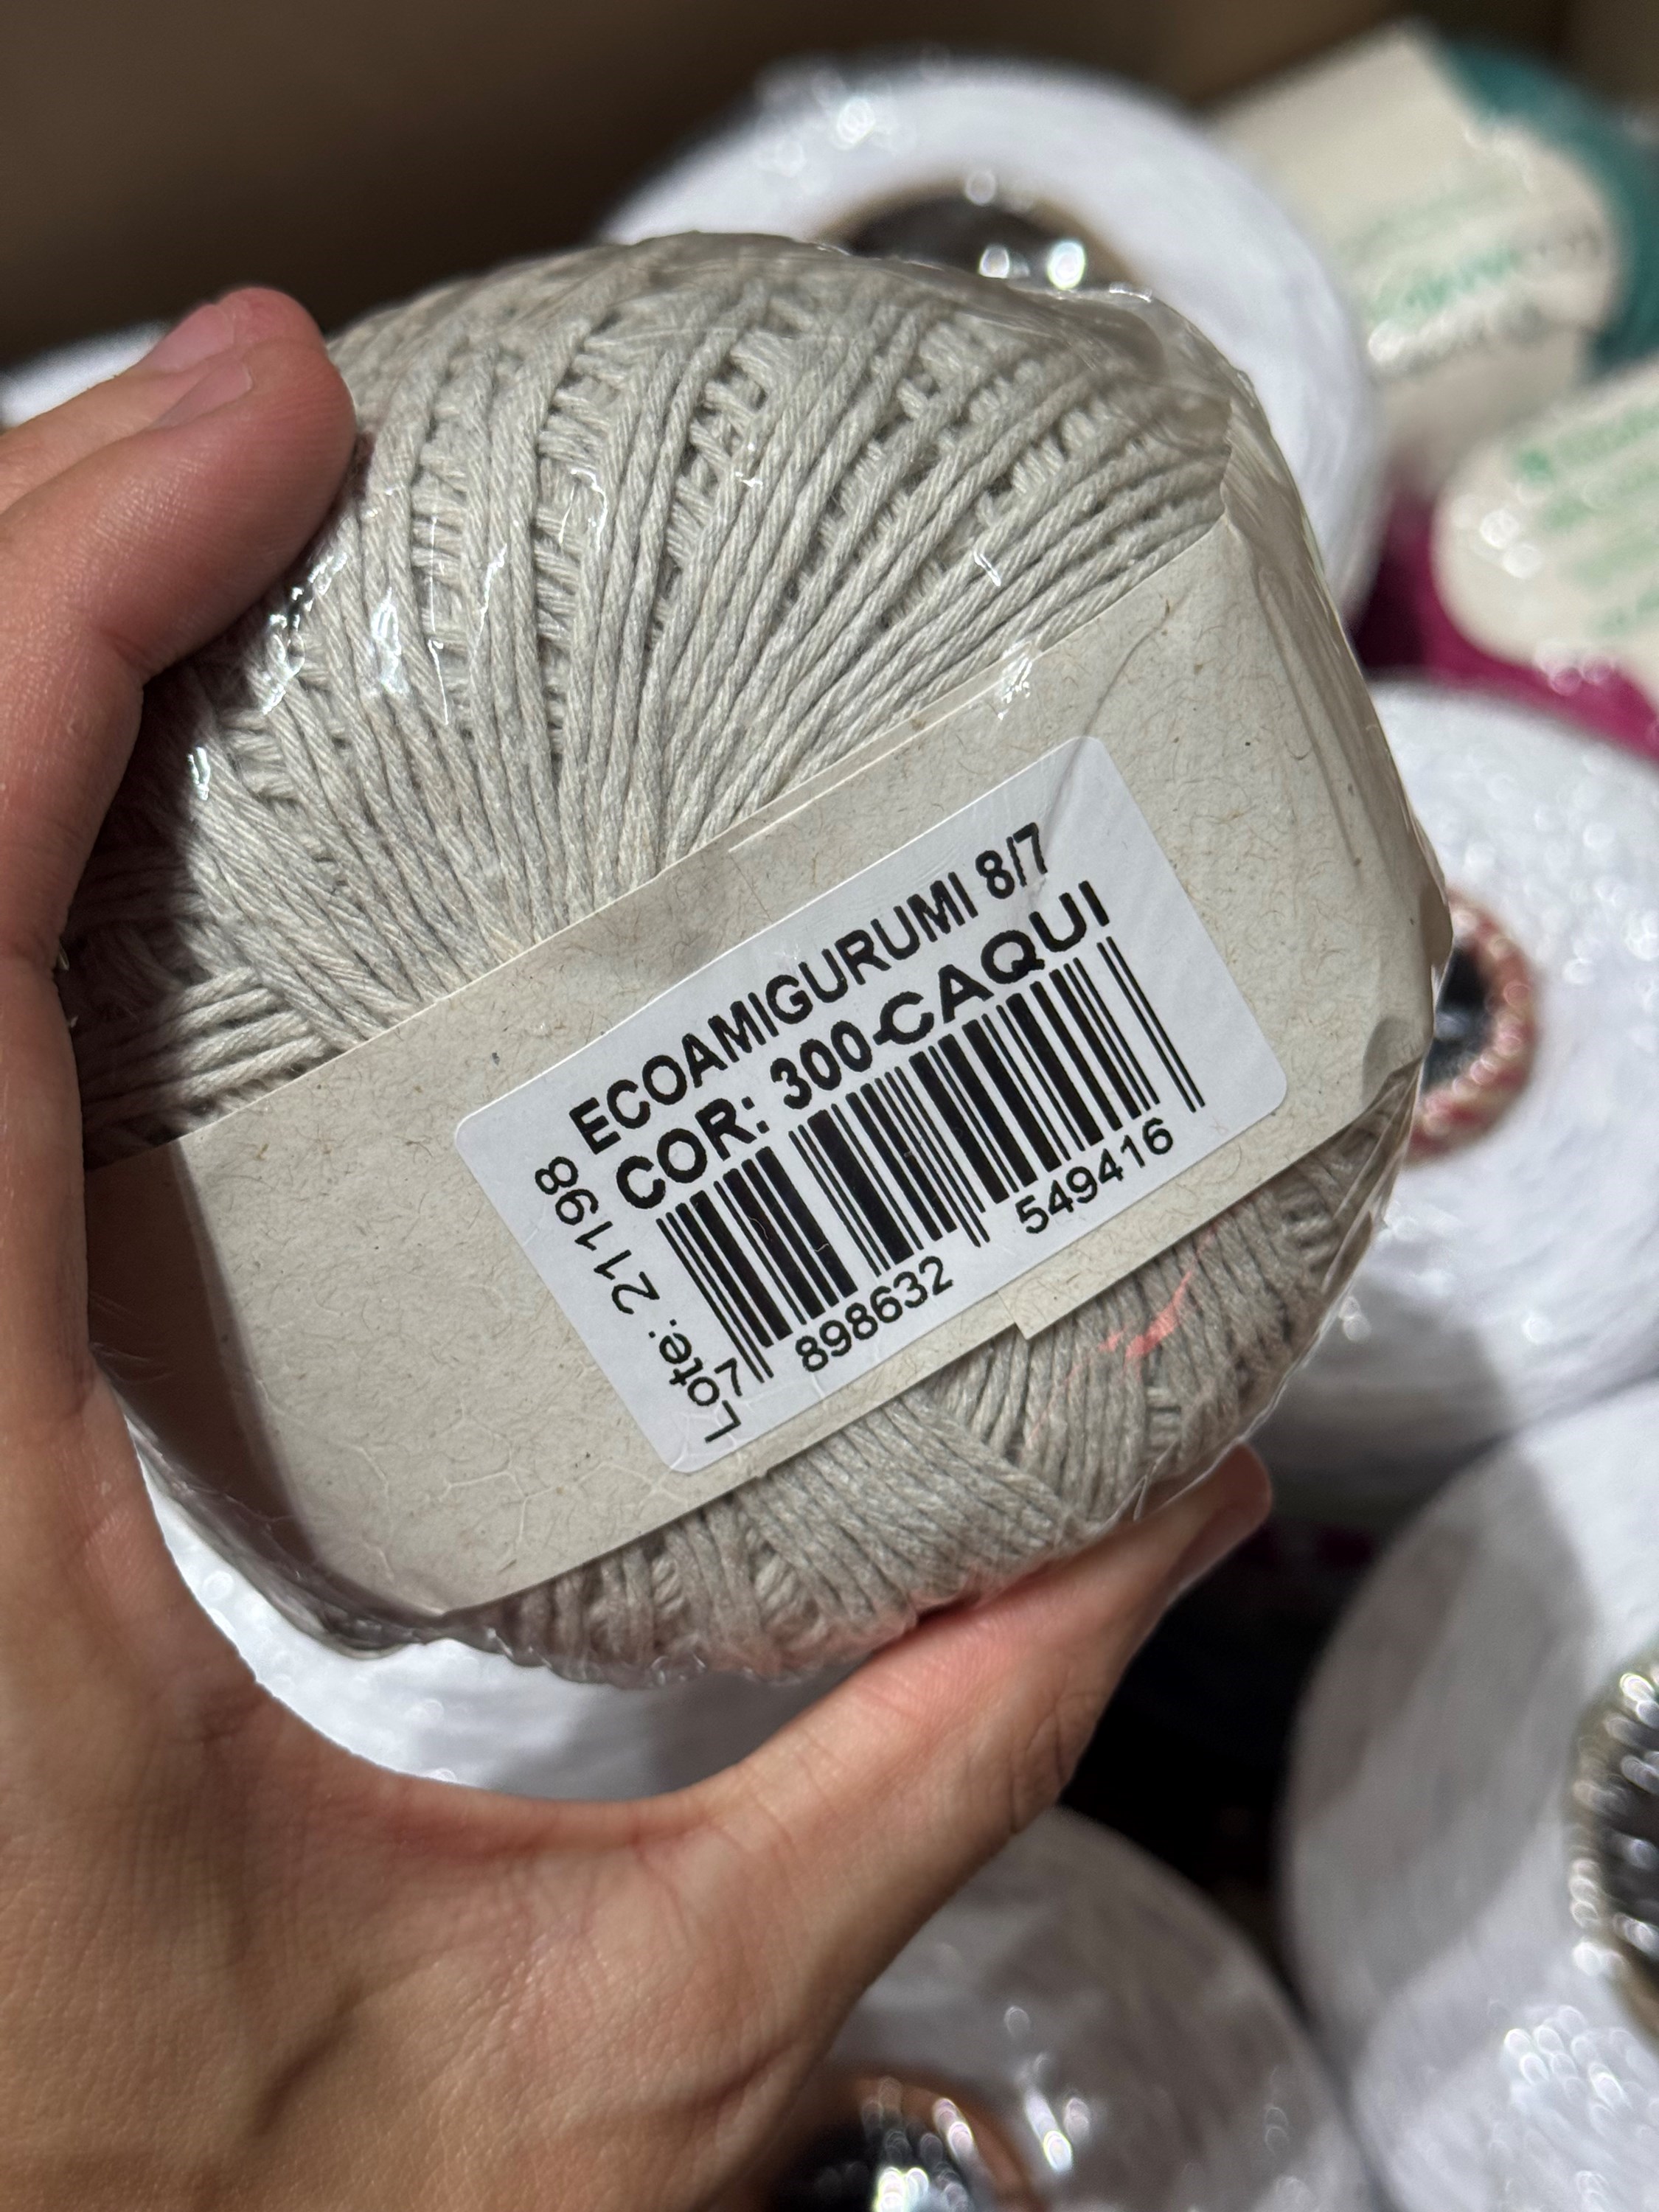 ECOAMIGURUMI 8/7
COR: 300-CAQUI
Lote: 21198
7 898632 549416